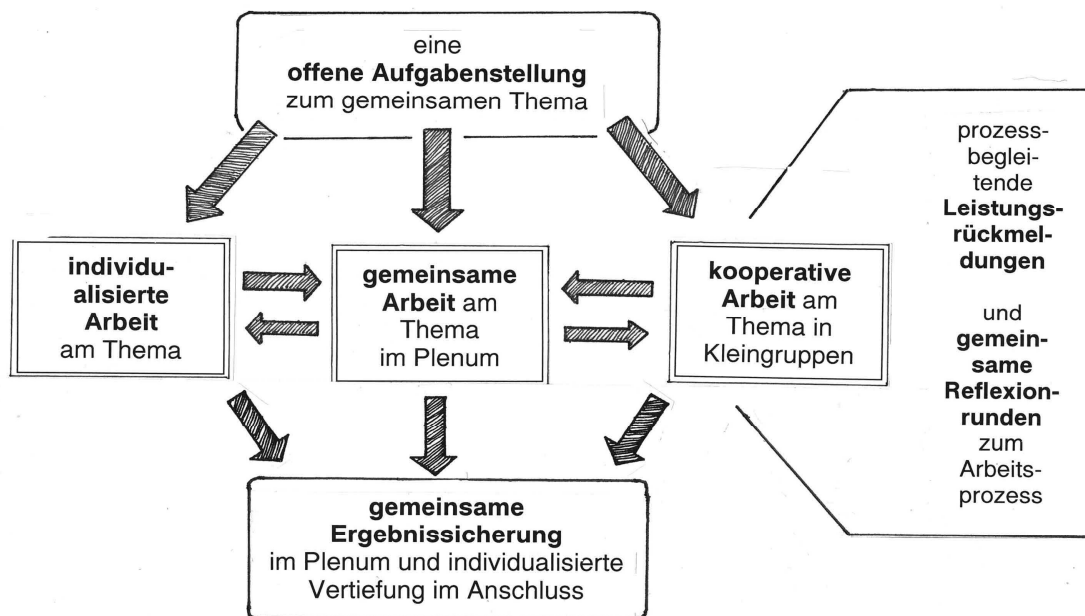 eine
offene Aufgabenstellung
zum gemeinsamen Thema
individu-
alisierte
Arbeit
am Thema
gemeinsame
Arbeit am
Thema
im Plenum
kooperative
Arbeit am
Thema in
Kleingruppen
prozess-
beglei-
tende
Leistungs-
rückmel-
dungen
und
gemein-
same
Reflexion-
runden
zum
Arbeits-
prozess
gemeinsame
Ergebnissicherung
im Plenum und individualisierte
Vertiefung im Anschluss